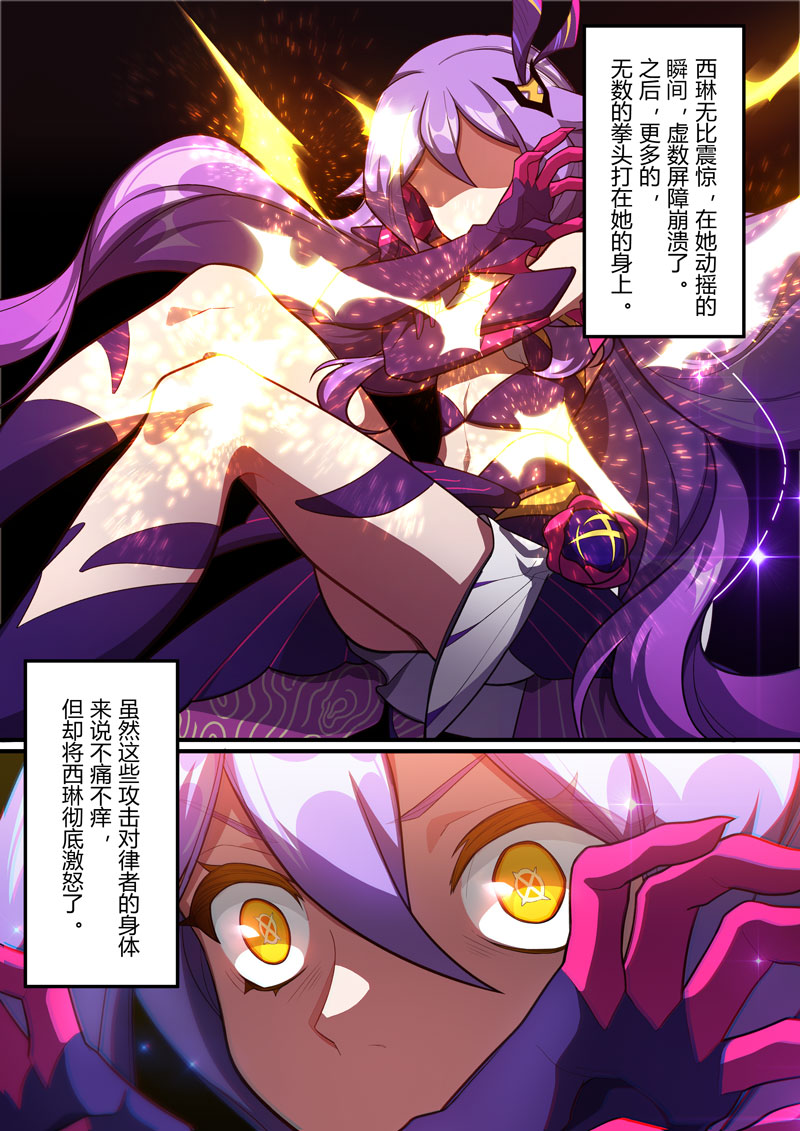 西琳无比震惊，在她动摇的
瞬间，虚数屏障崩溃了。
之后，更多的，
无数的拳头打在她的身上。
虽然这些攻击对律者的身体
来说不痛不痒，
但却将西琳彻底激怒了。